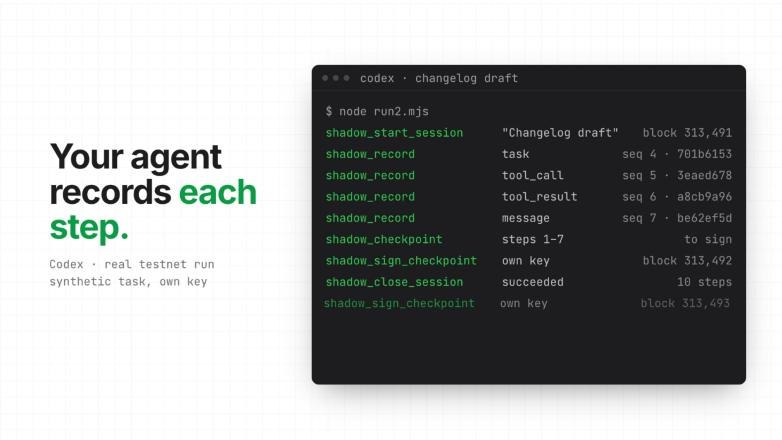 Your agent
records each
step.
Codex · real testnet run
synthetic task, own key
codex · changelog draft
$ node run2.mjs
shadow_start_session "Changelog draft" block 313,491
shadow_record task seq 4 · 701b6153
shadow_record tool_call seq 5 · 3eaed678
shadow_record tool_result seq 6 · a8cb9a96
shadow_record message seq 7 · be62ef5d
shadow_checkpoint steps 1–7 to sign
shadow_sign_checkpoint own key block 313,492
shadow_close_session succeeded 10 steps
shadow_sign_checkpoint own key block 313,493